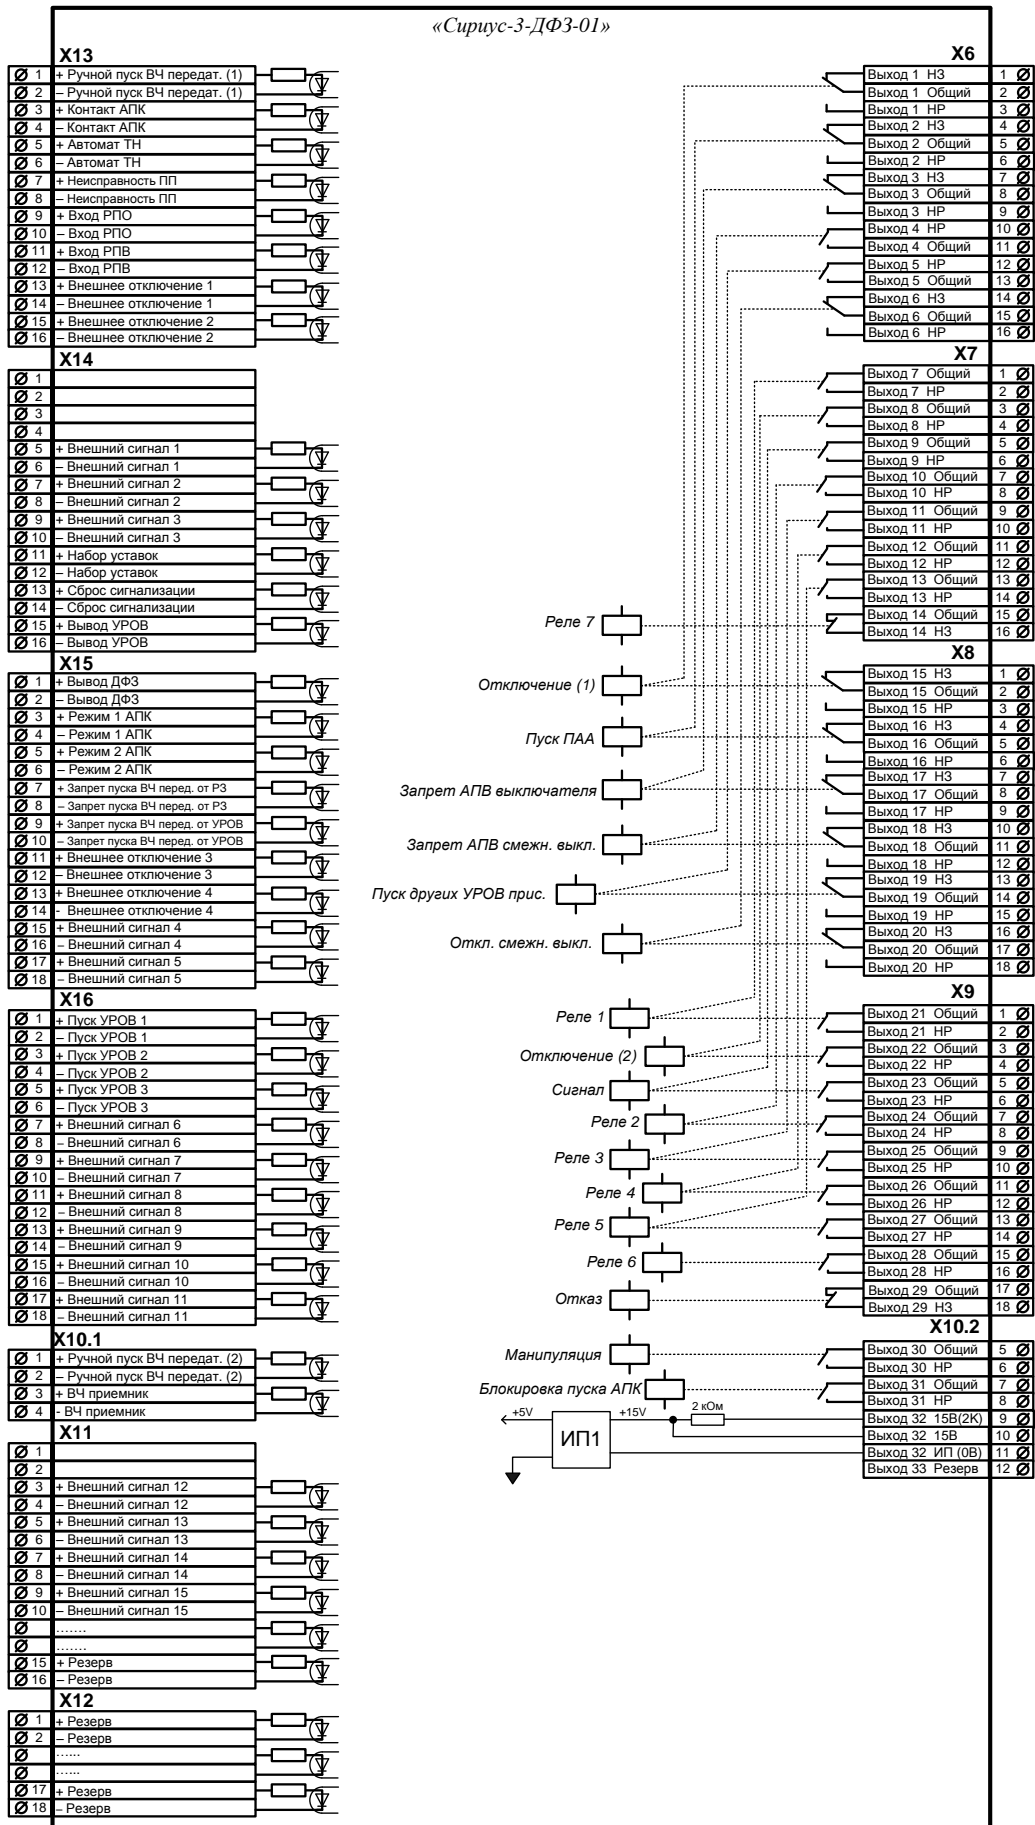 «Сириус-3-ДФЗ-01»
X13
1 + Ручной пуск ВЧ передат. (1)
2 – Ручной пуск ВЧ передат. (1)
3 + Контакт АПК
4 – Контакт АПК
5 + Автомат ТН
6 – Автомат ТН
7 + Неисправность ПП
8 – Неисправность ПП
9 + Вход РПО
10 – Вход РПО
11 + Вход РПВ
12 – Вход РПВ
13 + Внешнее отключение 1
14 – Внешнее отключение 1
15 + Внешнее отключение 2
16 – Внешнее отключение 2
X14
1
2
3
4
5 + Внешний сигнал 1
6 – Внешний сигнал 1
7 + Внешний сигнал 2
8 – Внешний сигнал 2
9 + Внешний сигнал 3
10 – Внешний сигнал 3
11 + Набор уставок
12 – Набор уставок
13 + Сброс сигнализации
14 – Сброс сигнализации
15 + Вывод УРОВ
16 – Вывод УРОВ
X15
1 + Вывод ДФЗ
2 – Вывод ДФЗ
3 + Режим 1 АПК
4 – Режим 1 АПК
5 + Режим 2 АПК
6 – Режим 2 АПК
7 + Запрет пуска ВЧ перед. от РЗ
8 – Запрет пуска ВЧ перед. от РЗ
9 + Запрет пуска ВЧ перед. от УРОВ
10 – Запрет пуска ВЧ перед. от УРОВ
11 + Внешнее отключение 3
12 – Внешнее отключение 3
13 + Внешнее отключение 4
14 - Внешнее отключение 4
15 + Внешний сигнал 4
16 – Внешний сигнал 4
17 + Внешний сигнал 5
18 – Внешний сигнал 5
X16
1 + Пуск УРОВ 1
2 – Пуск УРОВ 1
3 + Пуск УРОВ 2
4 – Пуск УРОВ 2
5 + Пуск УРОВ 3
6 – Пуск УРОВ 3
7 + Внешний сигнал 6
8 – Внешний сигнал 6
9 + Внешний сигнал 7
10 – Внешний сигнал 7
11 + Внешний сигнал 8
12 – Внешний сигнал 8
13 + Внешний сигнал 9
14 – Внешний сигнал 9
15 + Внешний сигнал 10
16 – Внешний сигнал 10
17 + Внешний сигнал 11
18 – Внешний сигнал 11
X10.1
1 + Ручной пуск ВЧ передат. (2)
2 – Ручной пуск ВЧ передат. (2)
3 + ВЧ приемник
4 - ВЧ приемник
X11
1
2
3 + Внешний сигнал 12
4 – Внешний сигнал 12
5 + Внешний сигнал 13
6 – Внешний сигнал 13
7 + Внешний сигнал 14
8 – Внешний сигнал 14
9 + Внешний сигнал 15
10 – Внешний сигнал 15
.......
.......
15 + Резерв
16 – Резерв
X12
1 + Резерв
2 – Резерв
......
......
17 + Резерв
18 – Резерв
Реле 7
Отключение (1)
Пуск ПАА
Запрет АПВ выключателя
Запрет АПВ смежн. выкл.
Пуск других УРОВ прис.
Откл. смежн. выкл.
Реле 1
Отключение (2)
Сигнал
Реле 2
Реле 3
Реле 4
Реле 5
Реле 6
Отказ
Манипуляция
Блокировка пуска АПК
+5V
ИП1
+15V
2 кОм
X6
Выход 1 НЗ 1
Выход 1 Общий 2
Выход 1 НР 3
Выход 2 НЗ 4
Выход 2 Общий 5
Выход 2 НР 6
Выход 3 НЗ 7
Выход 3 Общий 8
Выход 3 НР 9
Выход 4 НР 10
Выход 4 Общий 11
Выход 5 НР 12
Выход 5 Общий 13
Выход 6 НЗ 14
Выход 6 Общий 15
Выход 6 НР 16
X7
Выход 7 Общий 1
Выход 7 НР 2
Выход 8 Общий 3
Выход 8 НР 4
Выход 9 Общий 5
Выход 9 НР 6
Выход 10 Общий 7
Выход 10 НР 8
Выход 11 Общий 9
Выход 11 НР 10
Выход 12 Общий 11
Выход 12 НР 12
Выход 13 Общий 13
Выход 13 НР 14
Выход 14 Общий 15
Выход 14 НЗ 16
X8
Выход 15 НЗ 1
Выход 15 Общий 2
Выход 15 НР 3
Выход 16 НЗ 4
Выход 16 Общий 5
Выход 16 НР 6
Выход 17 НЗ 7
Выход 17 Общий 8
Выход 17 НР 9
Выход 18 НЗ 10
Выход 18 Общий 11
Выход 18 НР 12
Выход 19 НЗ 13
Выход 19 Общий 14
Выход 19 НР 15
Выход 20 НЗ 16
Выход 20 Общий 17
Выход 20 НР 18
X9
Выход 21 Общий 1
Выход 21 НР 2
Выход 22 Общий 3
Выход 22 НР 4
Выход 23 Общий 5
Выход 23 НР 6
Выход 24 Общий 7
Выход 24 НР 8
Выход 25 Общий 9
Выход 25 НР 10
Выход 26 Общий 11
Выход 26 НР 12
Выход 27 Общий 13
Выход 27 НР 14
Выход 28 Общий 15
Выход 28 НР 16
Выход 29 Общий 17
Выход 29 НЗ 18
X10.2
Выход 30 Общий 5
Выход 30 НР 6
Выход 31 Общий 7
Выход 31 НР 8
Выход 32 15В(2К) 9
Выход 32 15В 10
Выход 32 ИП (0В) 11
Выход 33 Резерв 12